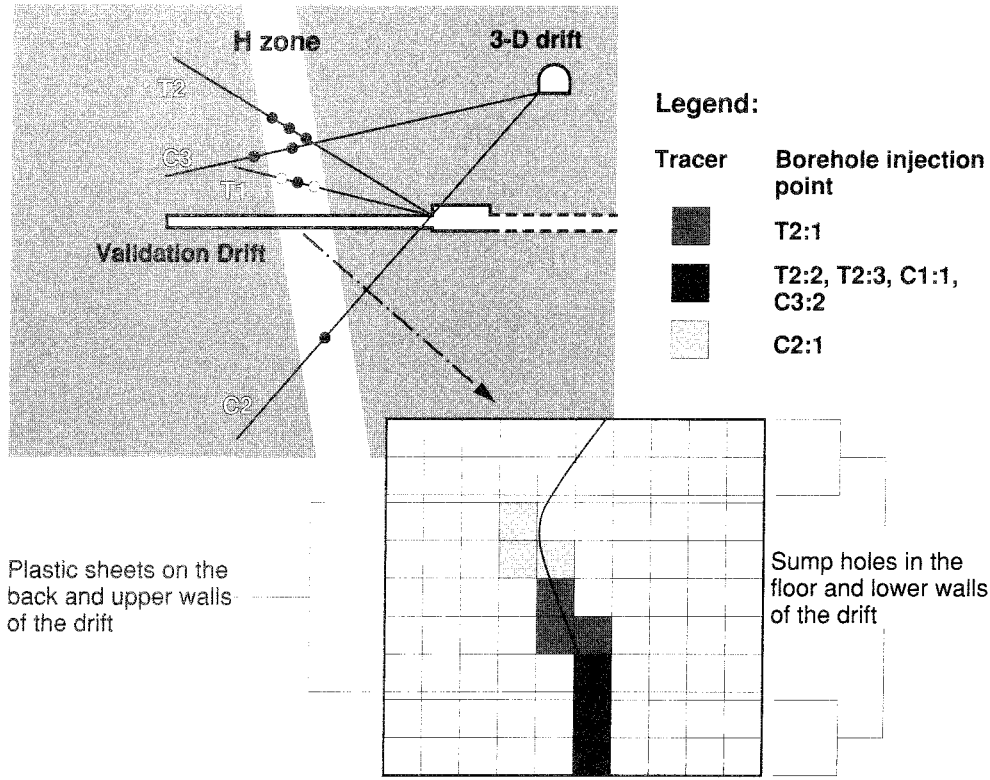 H zone
3-D drift
T2
C3
T1
Validation Drift
C2
Legend:
Tracer
Borehole injection
point
T2:1
T2:2, T2:3, C1:1,
C3:2
C2:1
Plastic sheets on the
back and upper walls
of the drift
Sump holes in the
floor and lower walls
of the drift